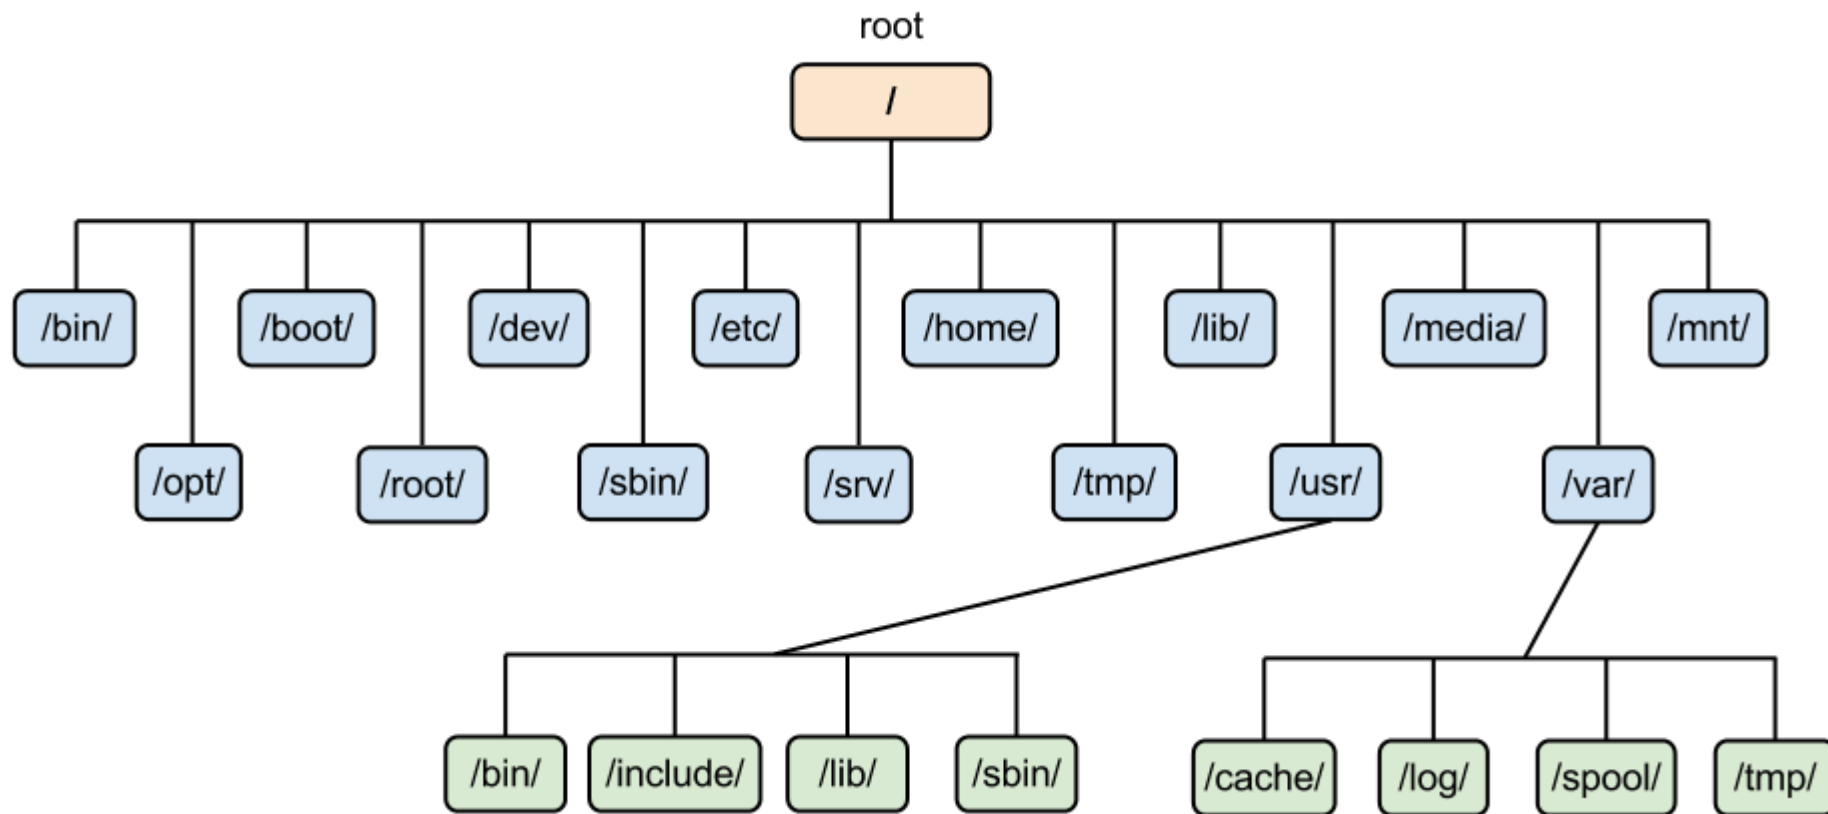 root
/
/bin/
/boot/
/dev/
/etc/
/home/
/lib/
/media/
/mnt/
/opt/
/root/
/sbin/
/srv/
/tmp/
/usr/
/var/
/bin/
/include/
/lib/
/sbin/
/cache/
/log/
/spool/
/tmp/